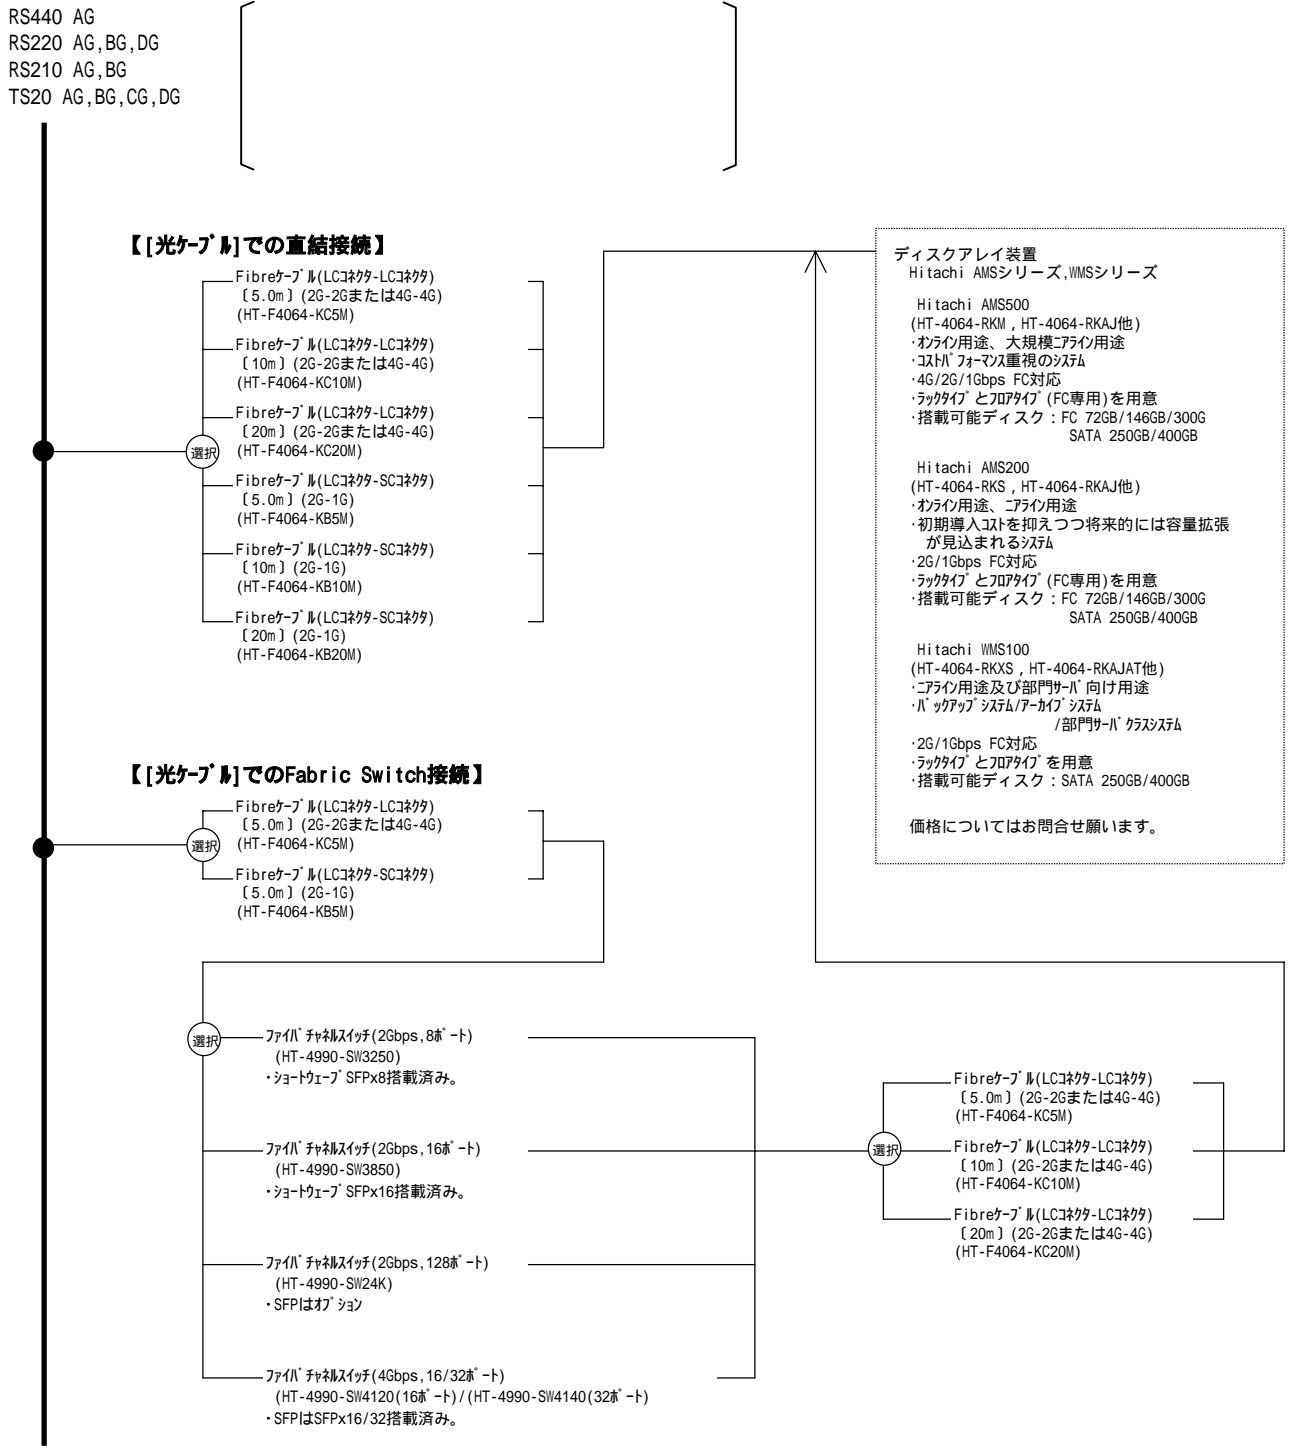 RS440 AG
RS220 AG,BG,DG
RS210 AG,BG
TS20 AG,BG,CG,DG
【[光ｹｰﾌﾞﾙ]での直結接続】
Fibreｹｰﾌﾞﾙ(LCｺﾈｸﾀ-LCｺﾈｸﾀ)
〔5.0m〕(2G-2Gまたは4G-4G)
(HT-F4064-KC5M)
Fibreｹｰﾌﾞﾙ(LCｺﾈｸﾀ-LCｺﾈｸﾀ)
〔10m〕(2G-2Gまたは4G-4G)
(HT-F4064-KC10M)
Fibreｹｰﾌﾞﾙ(LCｺﾈｸﾀ-LCｺﾈｸﾀ)
〔20m〕(2G-2Gまたは4G-4G)
(HT-F4064-KC20M)
選択
Fibreｹｰﾌﾞﾙ(LCｺﾈｸﾀ-SCｺﾈｸﾀ)
〔5.0m〕(2G-1G)
(HT-F4064-KB5M)
Fibreｹｰﾌﾞﾙ(LCｺﾈｸﾀ-SCｺﾈｸﾀ)
〔10m〕(2G-1G)
(HT-F4064-KB10M)
Fibreｹｰﾌﾞﾙ(LCｺﾈｸﾀ-SCｺﾈｸﾀ)
〔20m〕(2G-1G)
(HT-F4064-KB20M)
ディスクアレイ装置
Hitachi AMSシリーズ,WMSシリーズ
Hitachi AMS500
(HT-4064-RKM , HT-4064-RKAJ他)
･ｵﾝﾗｲﾝ用途、大規模ﾆｱﾗｲﾝ用途
･ｺｽﾄﾊﾟﾌｫｰﾏﾝｽ重視のｼｽﾃﾑ
･4G/2G/1Gbps FC対応
･ﾗｯｸﾀｲﾌﾟとﾌﾛｱﾀｲﾌﾟ(FC専用)を用意
･搭載可能ディスク：FC 72GB/146GB/300G
SATA 250GB/400GB
Hitachi AMS200
(HT-4064-RKS , HT-4064-RKAJ他)
･ｵﾝﾗｲﾝ用途、ﾆｱﾗｲﾝ用途
･初期導入ｺｽﾄを抑えつつ将来的には容量拡張
が見込まれるｼｽﾃﾑ
･2G/1Gbps FC対応
･ﾗｯｸﾀｲﾌﾟとﾌﾛｱﾀｲﾌﾟ(FC専用)を用意
･搭載可能ディスク：FC 72GB/146GB/300G
SATA 250GB/400GB
Hitachi WMS100
(HT-4064-RKXS , HT-4064-RKAJAT他)
･ﾆｱﾗｲﾝ用途及び部門ｻｰﾊﾞ向け用途
･ﾊﾞｯｸｱｯﾌﾟｼｽﾃﾑ/ｱｰｶｲﾌﾞｼｽﾃﾑ
/部門ｻｰﾊﾞｸﾗｽｼｽﾃﾑ
･2G/1Gbps FC対応
･ﾗｯｸﾀｲﾌﾟとﾌﾛｱﾀｲﾌﾟを用意
･搭載可能ディスク：SATA 250GB/400GB
価格についてはお問合せ願います。
【[光ｹｰﾌﾞﾙ]でのFabric Switch接続】
Fibreｹｰﾌﾞﾙ(LCｺﾈｸﾀ-LCｺﾈｸﾀ)
〔5.0m〕(2G-2Gまたは4G-4G)
(HT-F4064-KC5M)
選択
Fibreｹｰﾌﾞﾙ(LCｺﾈｸﾀ-SCｺﾈｸﾀ)
〔5.0m〕(2G-1G)
(HT-F4064-KB5M)
選択
ﾌｧｲﾊﾞﾁｬﾈﾙｽｲｯﾁ(2Gbps,8ﾎﾟｰﾄ)
(HT-4990-SW3250)
･ｼｮｰﾄｳｪｰﾌﾞSFPx8搭載済み。
ﾌｧｲﾊﾞﾁｬﾈﾙｽｲｯﾁ(2Gbps,16ﾎﾟｰﾄ)
(HT-4990-SW3850)
･ｼｮｰﾄｳｪｰﾌﾞSFPx16搭載済み。
ﾌｧｲﾊﾞﾁｬﾈﾙｽｲｯﾁ(2Gbps,128ﾎﾟｰﾄ)
(HT-4990-SW24K)
･SFPはｵﾌﾟｼｮﾝ
ﾌｧｲﾊﾞﾁｬﾈﾙｽｲｯﾁ(4Gbps,16/32ﾎﾟｰﾄ)
(HT-4990-SW4120(16ﾎﾟｰﾄ)/(HT-4990-SW4140(32ﾎﾟｰﾄ)
･SFPはSFPx16/32搭載済み。
Fibreｹｰﾌﾞﾙ(LCｺﾈｸﾀ-LCｺﾈｸﾀ)
〔5.0m〕(2G-2Gまたは4G-4G)
(HT-F4064-KC5M)
選択
Fibreｹｰﾌﾞﾙ(LCｺﾈｸﾀ-LCｺﾈｸﾀ)
〔10m〕(2G-2Gまたは4G-4G)
(HT-F4064-KC10M)
Fibreｹｰﾌﾞﾙ(LCｺﾈｸﾀ-LCｺﾈｸﾀ)
〔20m〕(2G-2Gまたは4G-4G)
(HT-F4064-KC20M)